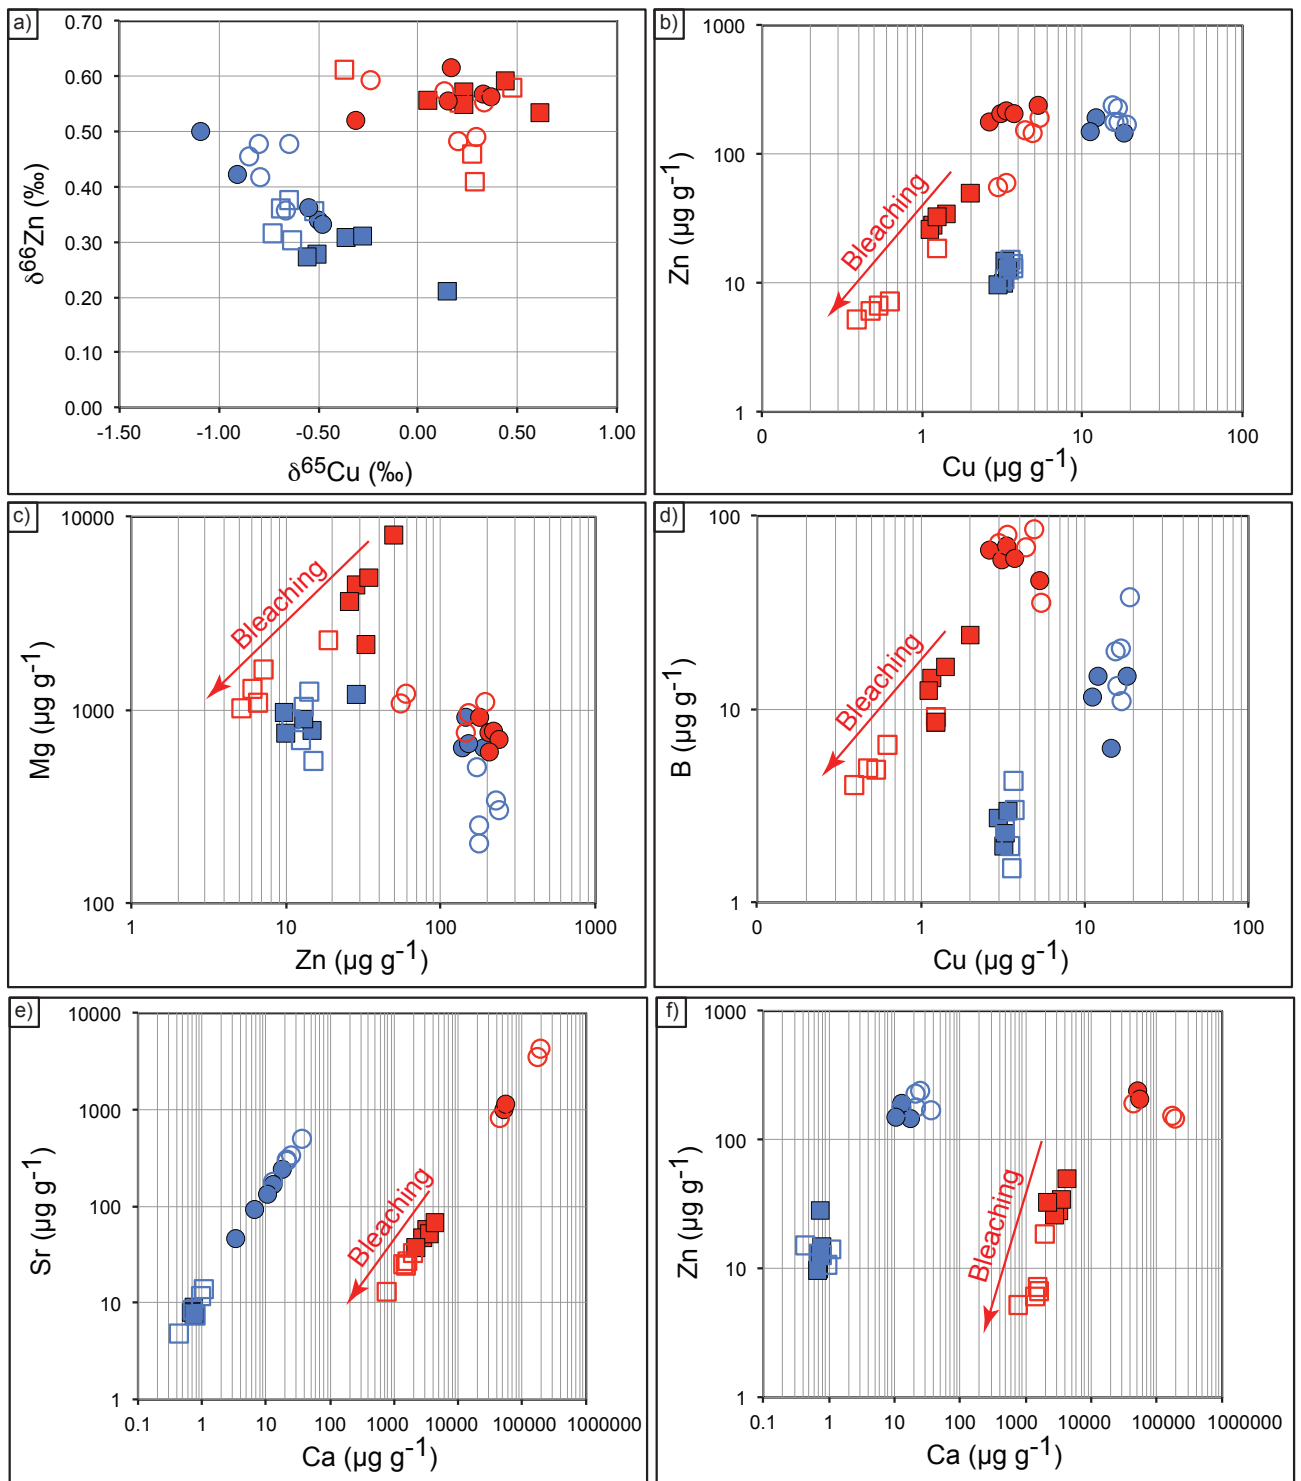 a)
0.70
0.60
0.50
0.40
0.30
0.20
0.10
0.00
-1.50 -1.00 -0.50 0.00 0.50 1.00
δ66Zn (‰)
δ65Cu (‰)
b)
1000
100
10
1
0 1 10 100
Zn (µg g-1)
Cu (µg g-1)
Bleaching
c)
10000
1000
100
1 10 100 1000
Mg (µg g-1)
Zn (µg g-1)
Bleaching
d)
100
10
1
0 1 10 100
B (µg g-1)
Cu (µg g-1)
Bleaching
e)
10000
1000
100
10
1
0.1 1 10 100 1000 10000 100000 1000000
Sr (µg g-1)
Ca (µg g-1)
Bleaching
f)
1000
100
10
1
0.1 1 10 100 1000 10000 100000 1000000
Zn (µg g-1)
Ca (µg g-1)
Bleaching